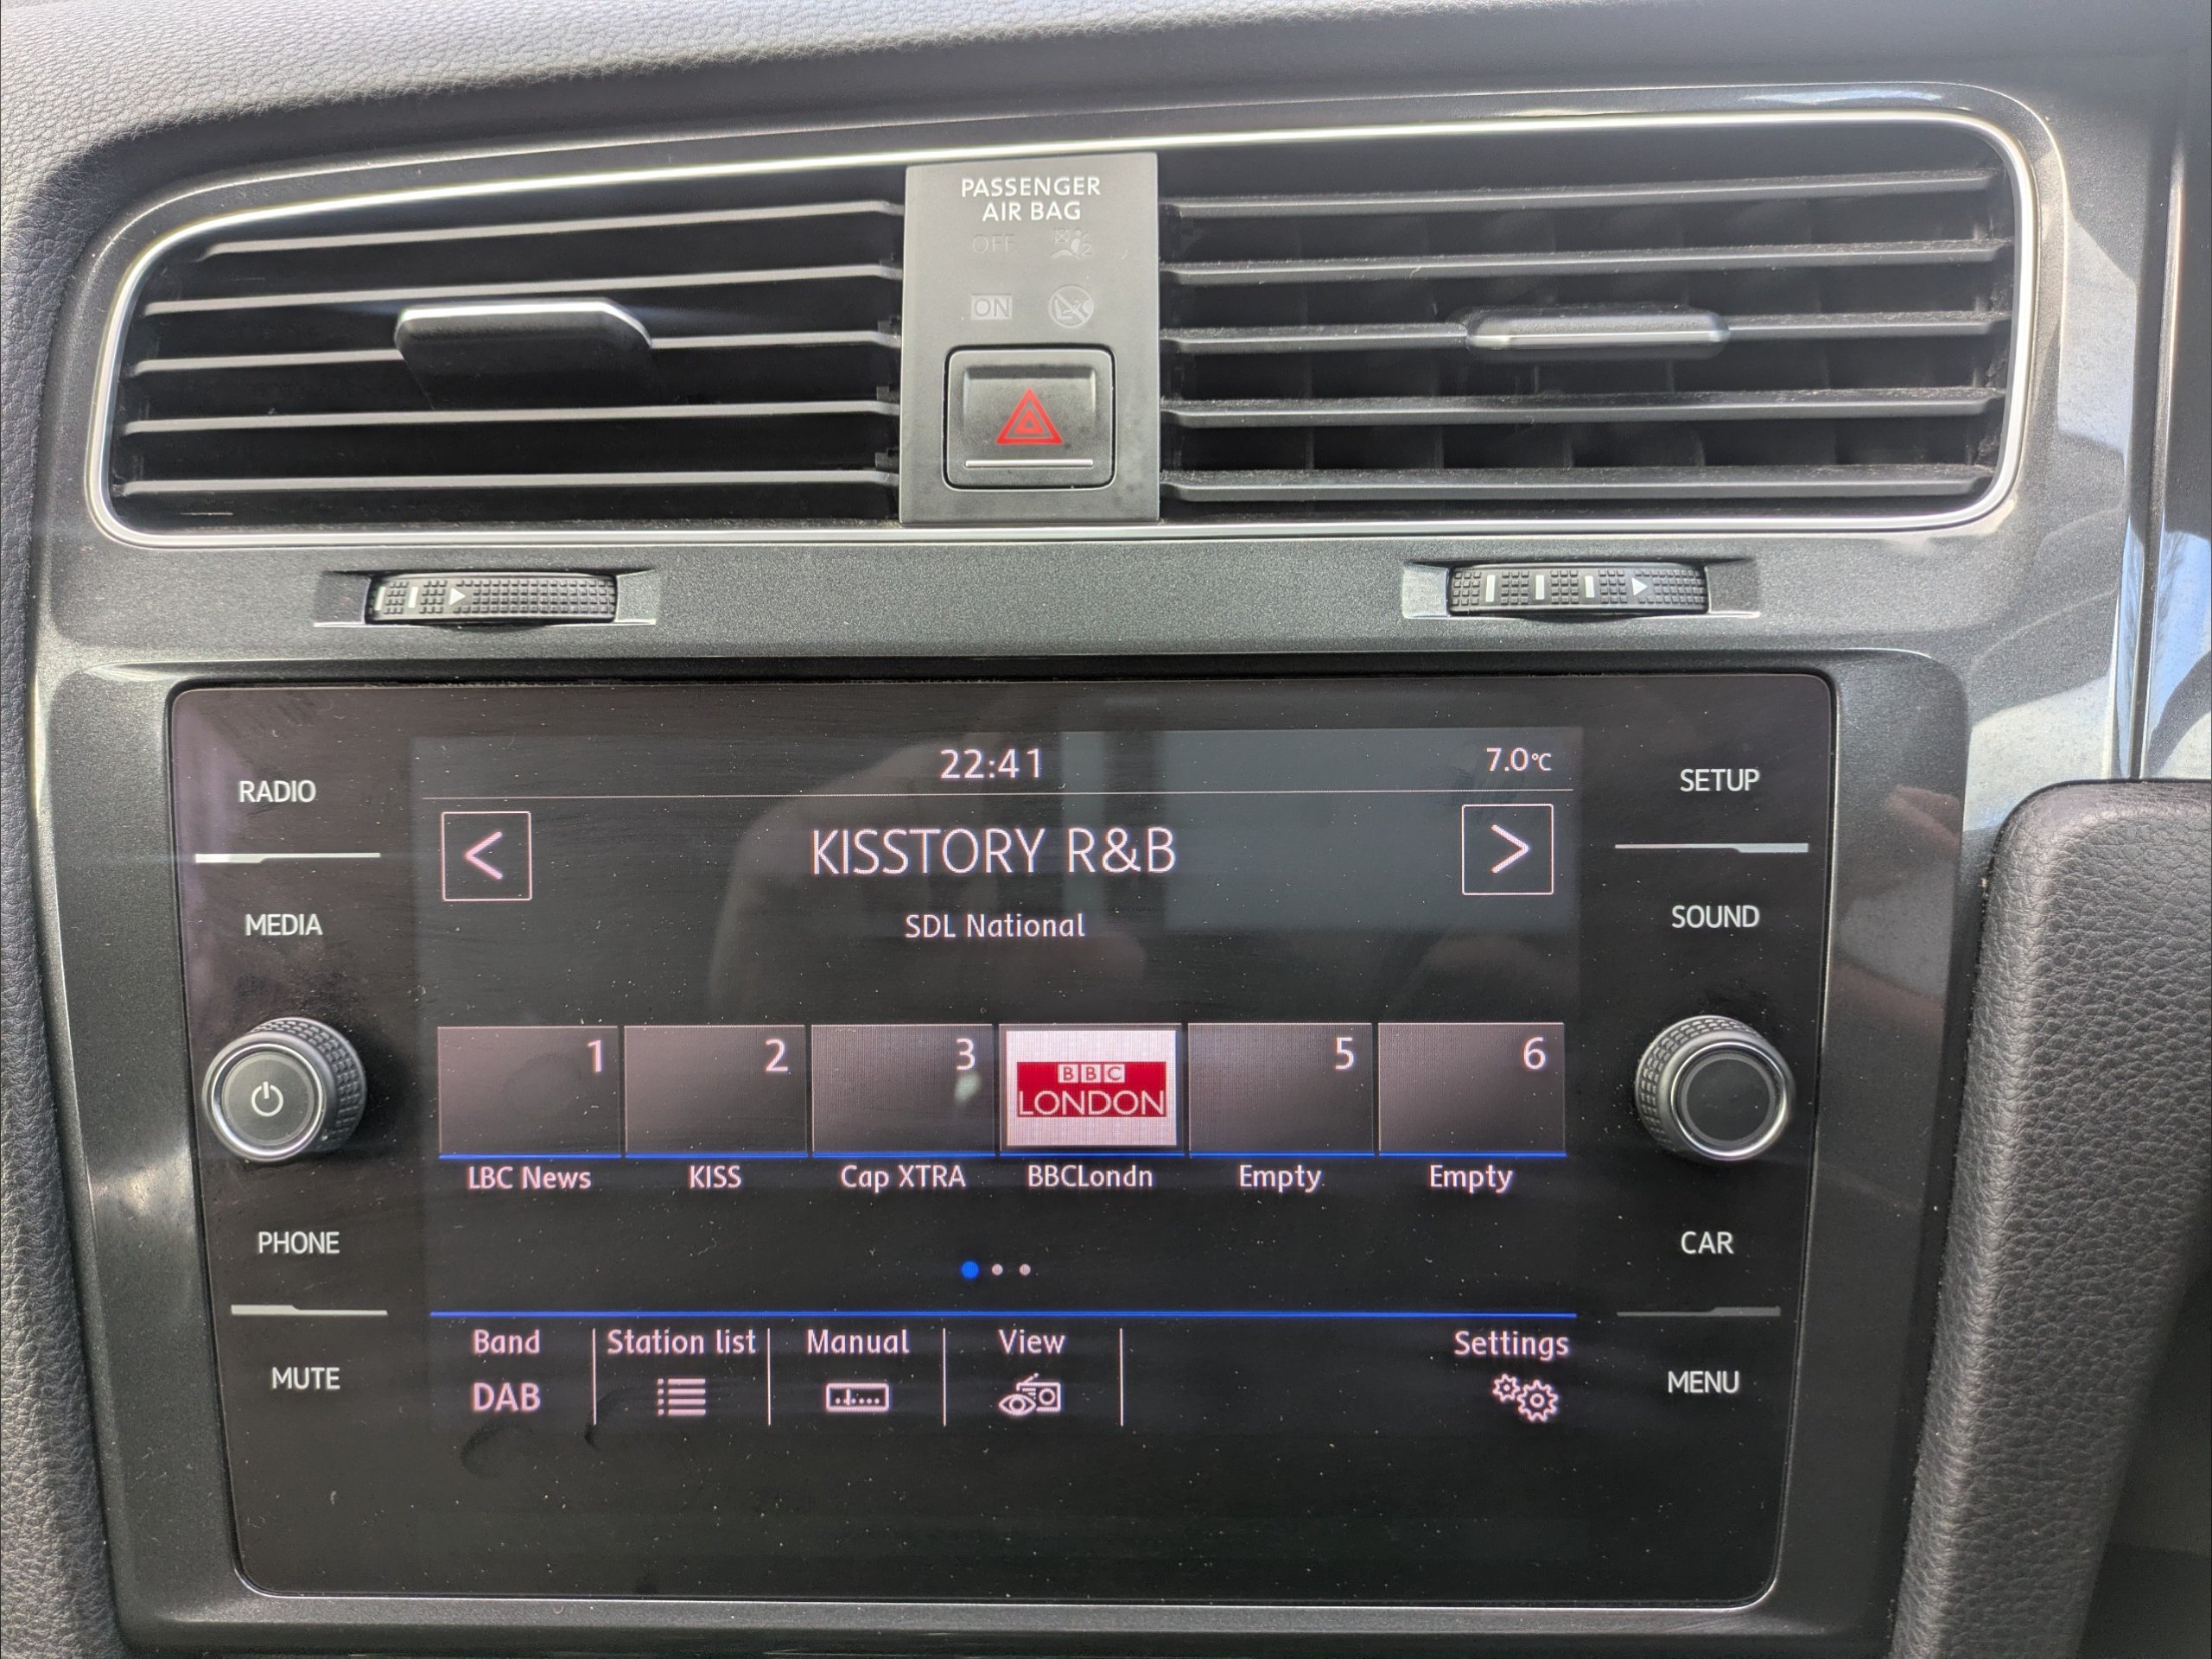 PASSENGER
AIR BAG
OFF
ON
RADIO
MEDIA
PHONE
MUTE
22:41
7.0°C
<
KISSTORY R&B
>
SDL National
1
2
3
BBC
LONDON
5
6
LBC News
KISS
Cap XTRA
BBCLondn
Empty
Empty
Band
DAB
Station list
Manual
View
Settings
SETUP
SOUND
CAR
MENU